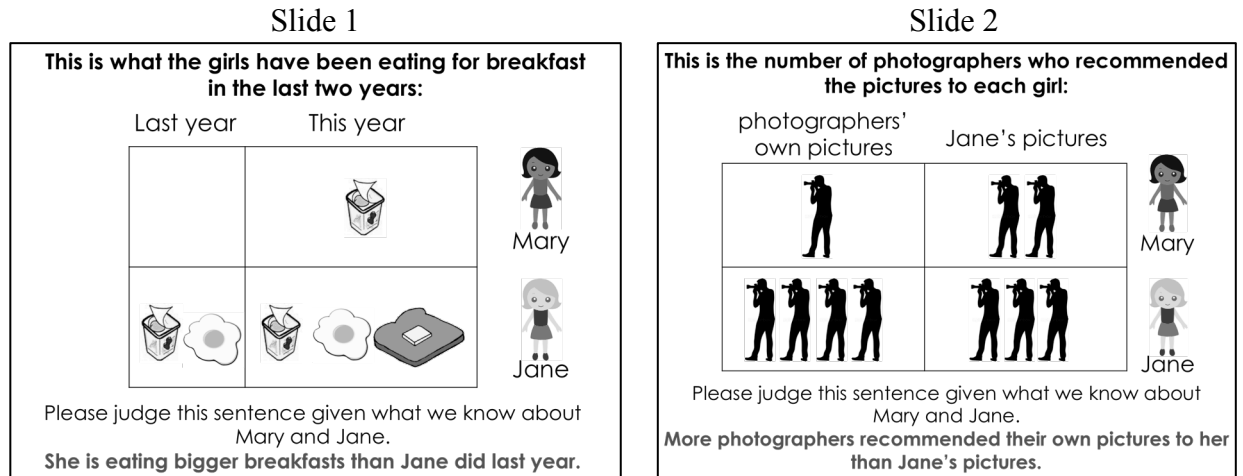 Slide 1
This is what the girls have been eating for breakfast
in the last two years:
Last year
This year
Mary
Jane
Please judge this sentence given what we know about
Mary and Jane.
She is eating bigger breakfasts than Jane did last year.
Slide 2
This is the number of photographers who recommended
the pictures to each girl:
photographers'
own pictures
Jane's pictures
Mary
Jane
Please judge this sentence given what we know about
Mary and Jane.
More photographers recommended their own pictures to her
than Jane's pictures.